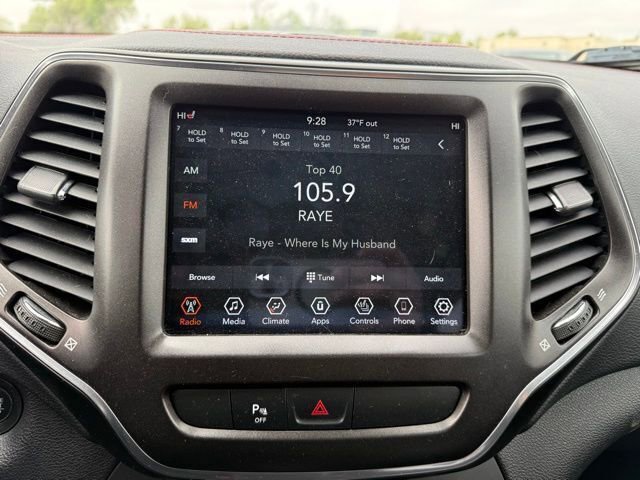 HI 9:28 37°F out HI
7 HOLD to Set 8 HOLD to Set 9 HOLD to Set 10 HOLD to Set 11 HOLD to Set 12 HOLD to Set
AM
Top 40
105.9
FM
RAYE
sxm
Raye - Where Is My Husband
Browse Tune Audio
Radio Media Climate Apps Controls Phone Settings
P OFF